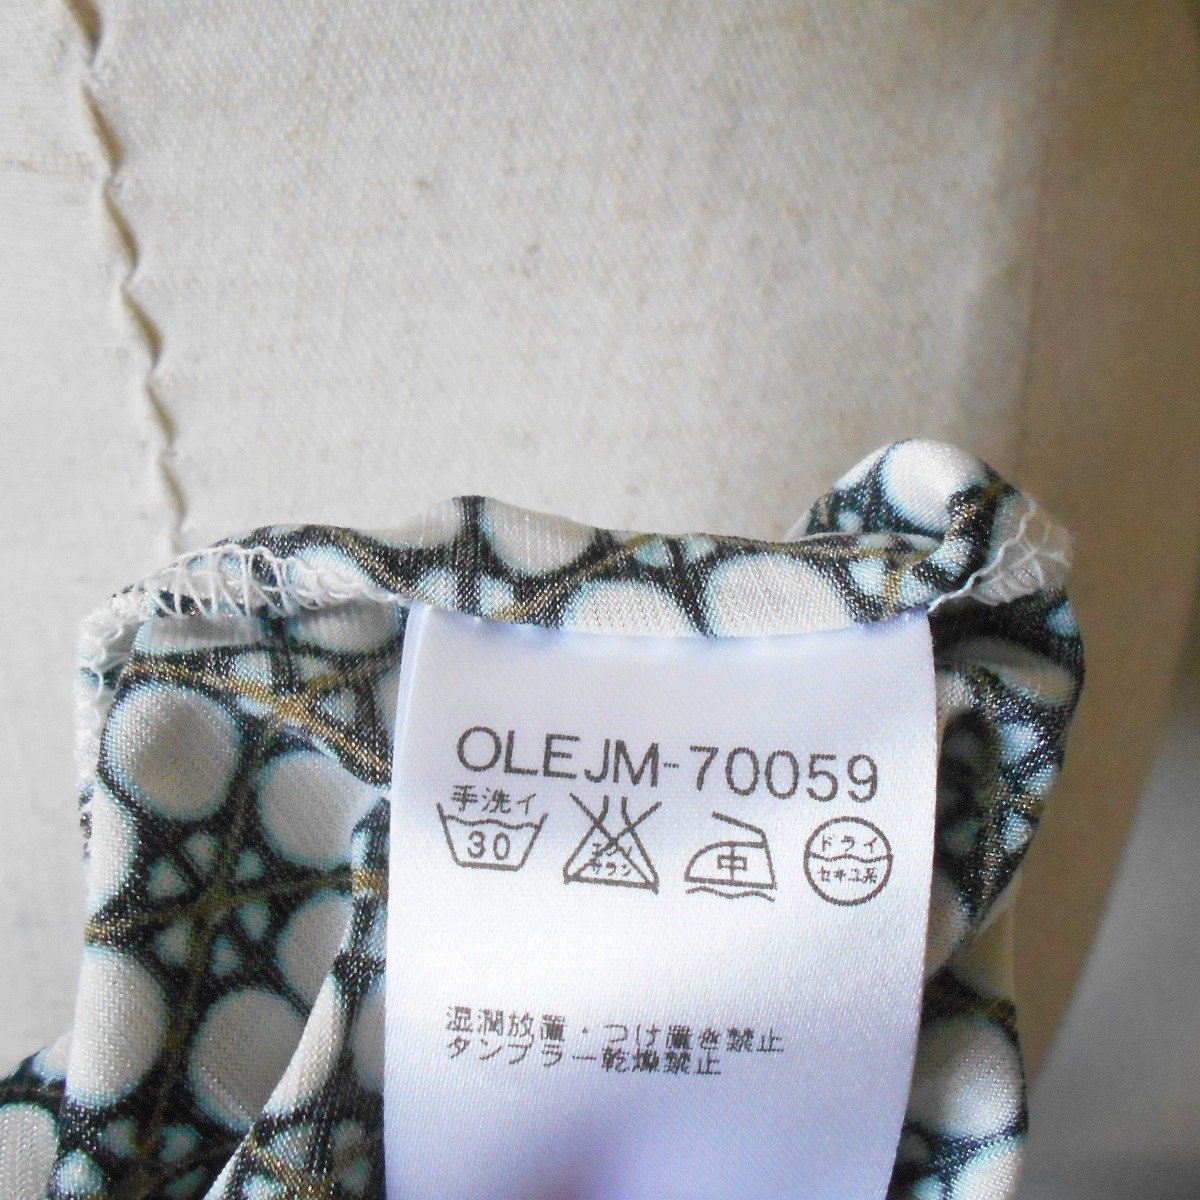 OLEJM-70059
手洗イ
30
エンソ
サラシ
中
ドライ
セキユ系
湿潤放置・つけ置き禁止
タンブラー乾燥禁止